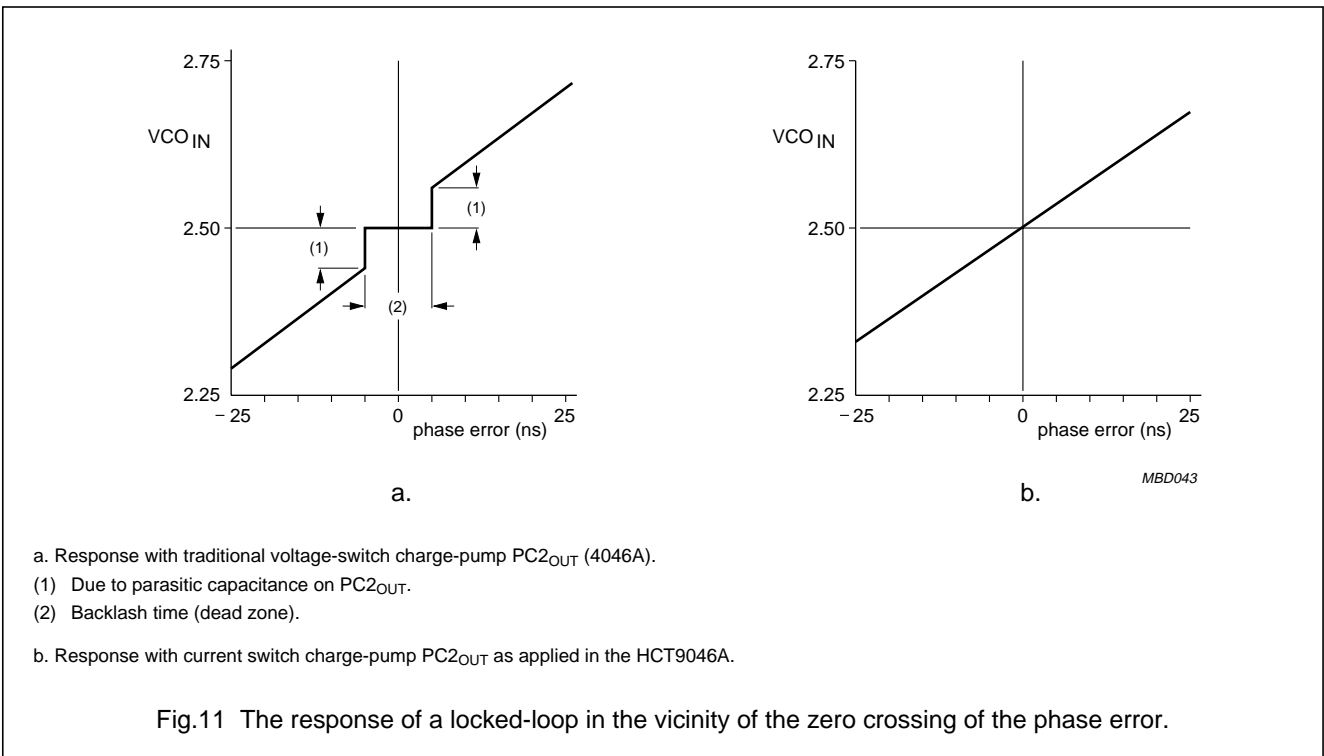 2.75
VCO IN
2.50
2.25
(1)
(1)
(2)
− 25
0
25
phase error (ns)
a.
2.75
VCO IN
2.50
2.25
− 25
0
25
phase error (ns)
b.
MBD043
a. Response with traditional voltage-switch charge-pump PC2OUT (4046A).
(1) Due to parasitic capacitance on PC2OUT.
(2) Backlash time (dead zone).
b. Response with current switch charge-pump PC2OUT as applied in the HCT9046A.
Fig.11 The response of a locked-loop in the vicinity of the zero crossing of the phase error.